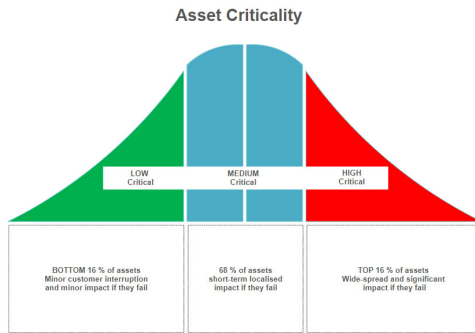 Asset Criticality
LOW
Critical
MEDIUM
Critical
HIGH
Critical
BOTTOM 16 % of assets
Minor customer interruption
and minor impact if they fail
68 % of assets
short-term localised
impact if they fail
TOP 16 % of assets
Wide-spread and significant
impact if they fail